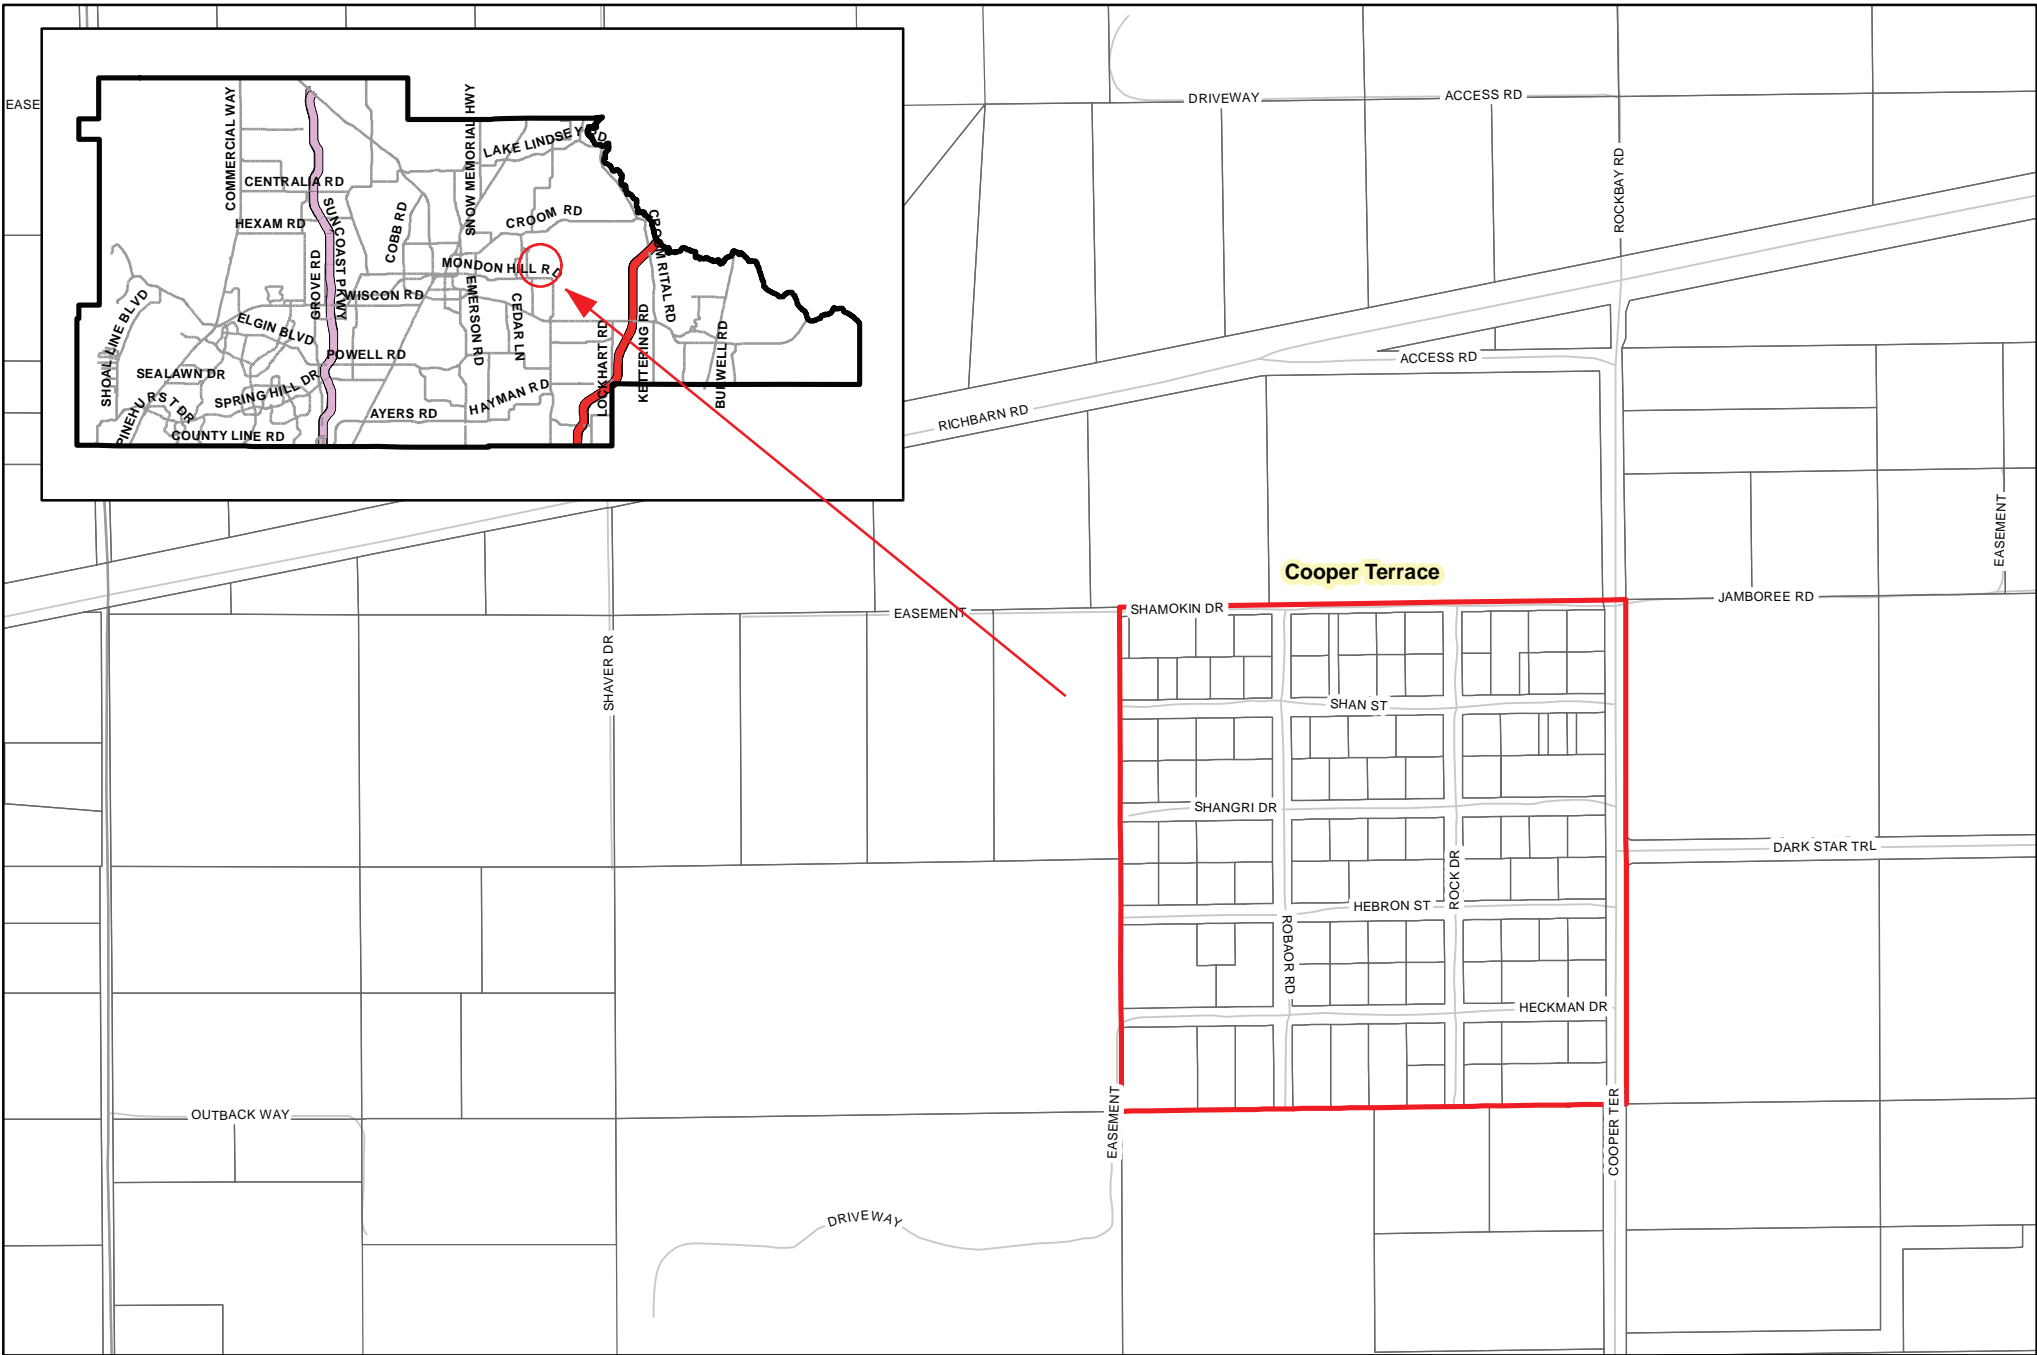 EASE
COMMERCIAL WAY
SNOW MEMORIAL HWY
LAKE LINDSEY RD
CENTRALIA RD
HEXAM RD
SUNCOAST PKWY
COBB RD
CROOM RD
CROOM RITAL RD
GROVE RD
MONDON HILL RD
WISCON RD
EMERSON RD
CEDAR LN
SHOAL LINE BLVD
ELGIN BLVD
POWELL RD
LOCKHART RD
KETTERING RD
BURWELL RD
SEALAWN DR
SPRING HILL DR
PINEHURST DR
AYERS RD
HAYMAN RD
COUNTY LINE RD
DRIVEWAY
ACCESS RD
ROCKBAY RD
ACCESS RD
RICHBARN RD
EASEMENT
Cooper Terrace
JAMBOREE RD
SHAMOKIN DR
EASEMENT
SHAVER DR
SHAN ST
SHANGRI DR
DARK STAR TRL
ROCK DR
HEBRON ST
ROBAOR RD
HECKMAN DR
OUTBACK WAY
EASEMENT
COOPER TER
DRIVEWAY